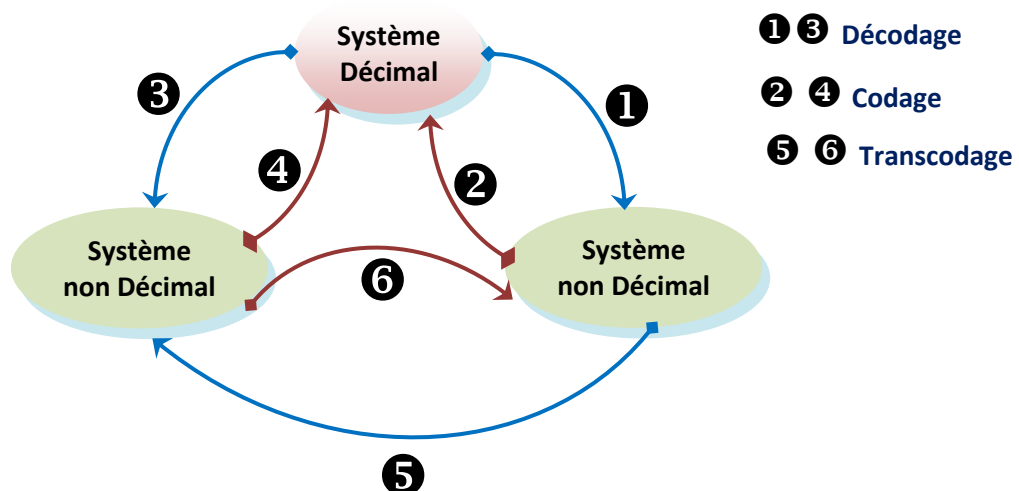 Système
Décimal
❶❸ Décodage
❸
❶
❷ ❹ Codage
❹
❷
❺ ❻ Transcodage
Système
non Décimal
❻
Système
non Décimal
❺